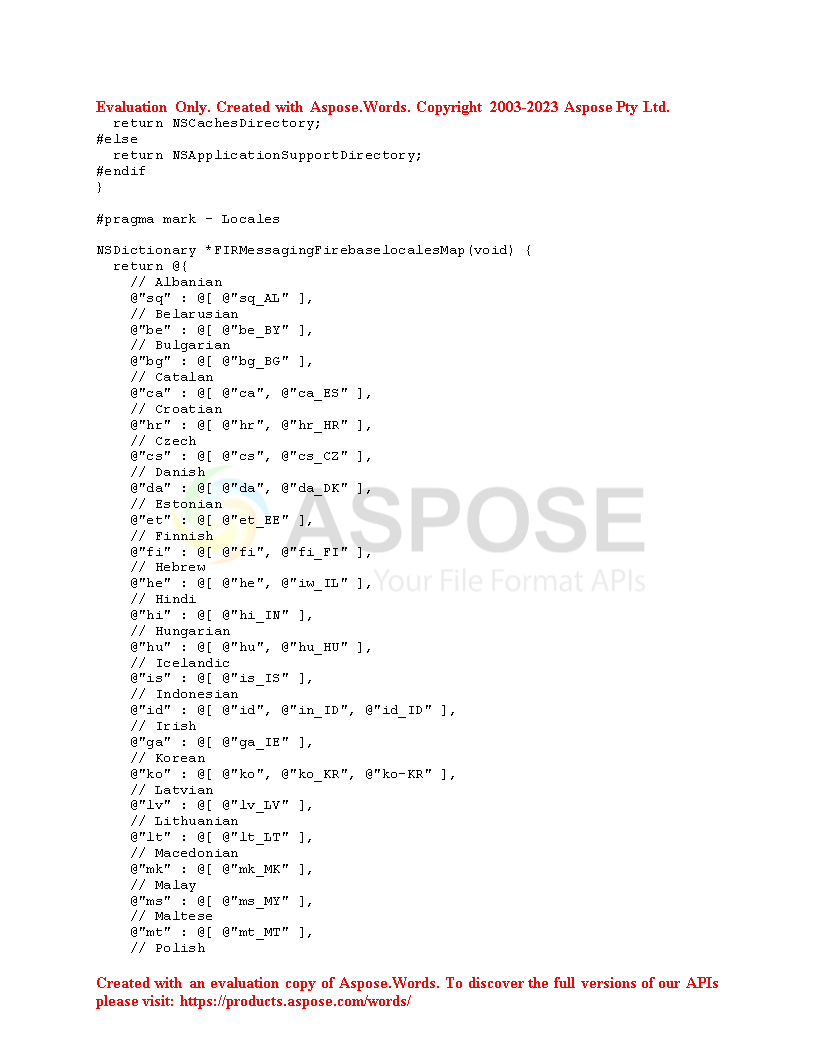 Evaluation Only. Created with Aspose.Words. Copyright 2003-2023 Aspose Pty Ltd.
  return NSCachesDirectory;
#else
  return NSApplicationSupportDirectory;
#endif
}

#pragma mark - Locales

NSDictionary *FIRMessagingFirebaselocalesMap(void) {
  return @{
    // Albanian
    @"sq" : @[ @"sq_AL" ],
    // Belarusian
    @"be" : @[ @"be_BY" ],
    // Bulgarian
    @"bg" : @[ @"bg_BG" ],
    // Catalan
    @"ca" : @[ @"ca", @"ca_ES" ],
    // Croatian
    @"hr" : @[ @"hr", @"hr_HR" ],
    // Czech
    @"cs" : @[ @"cs", @"cs_CZ" ],
    // Danish
    @"da" : @[ @"da", @"da_DK" ],
    // Estonian
    @"et" : @[ @"et_EE" ],
    // Finnish
    @"fi" : @[ @"fi", @"fi_FI" ],
    // Hebrew
    @"he" : @[ @"he", @"iw_IL" ],
    // Hindi
    @"hi" : @[ @"hi_IN" ],
    // Hungarian
    @"hu" : @[ @"hu", @"hu_HU" ],
    // Icelandic
    @"is" : @[ @"is_IS" ],
    // Indonesian
    @"id" : @[ @"id", @"in_ID", @"id_ID" ],
    // Irish
    @"ga" : @[ @"ga_IE" ],
    // Korean
    @"ko" : @[ @"ko", @"ko_KR", @"ko-KR" ],
    // Latvian
    @"lv" : @[ @"lv_LV" ],
    // Lithuanian
    @"lt" : @[ @"lt_LT" ],
    // Macedonian
    @"mk" : @[ @"mk_MK" ],
    // Malay
    @"ms" : @[ @"ms_MY" ],
    // Maltese
    @"mt" : @[ @"mt_MT" ],
    // Polish
ASPOSE
Your File Format APIs
Created with an evaluation copy of Aspose.Words. To discover the full versions of our APIs
please visit: https://products.aspose.com/words/